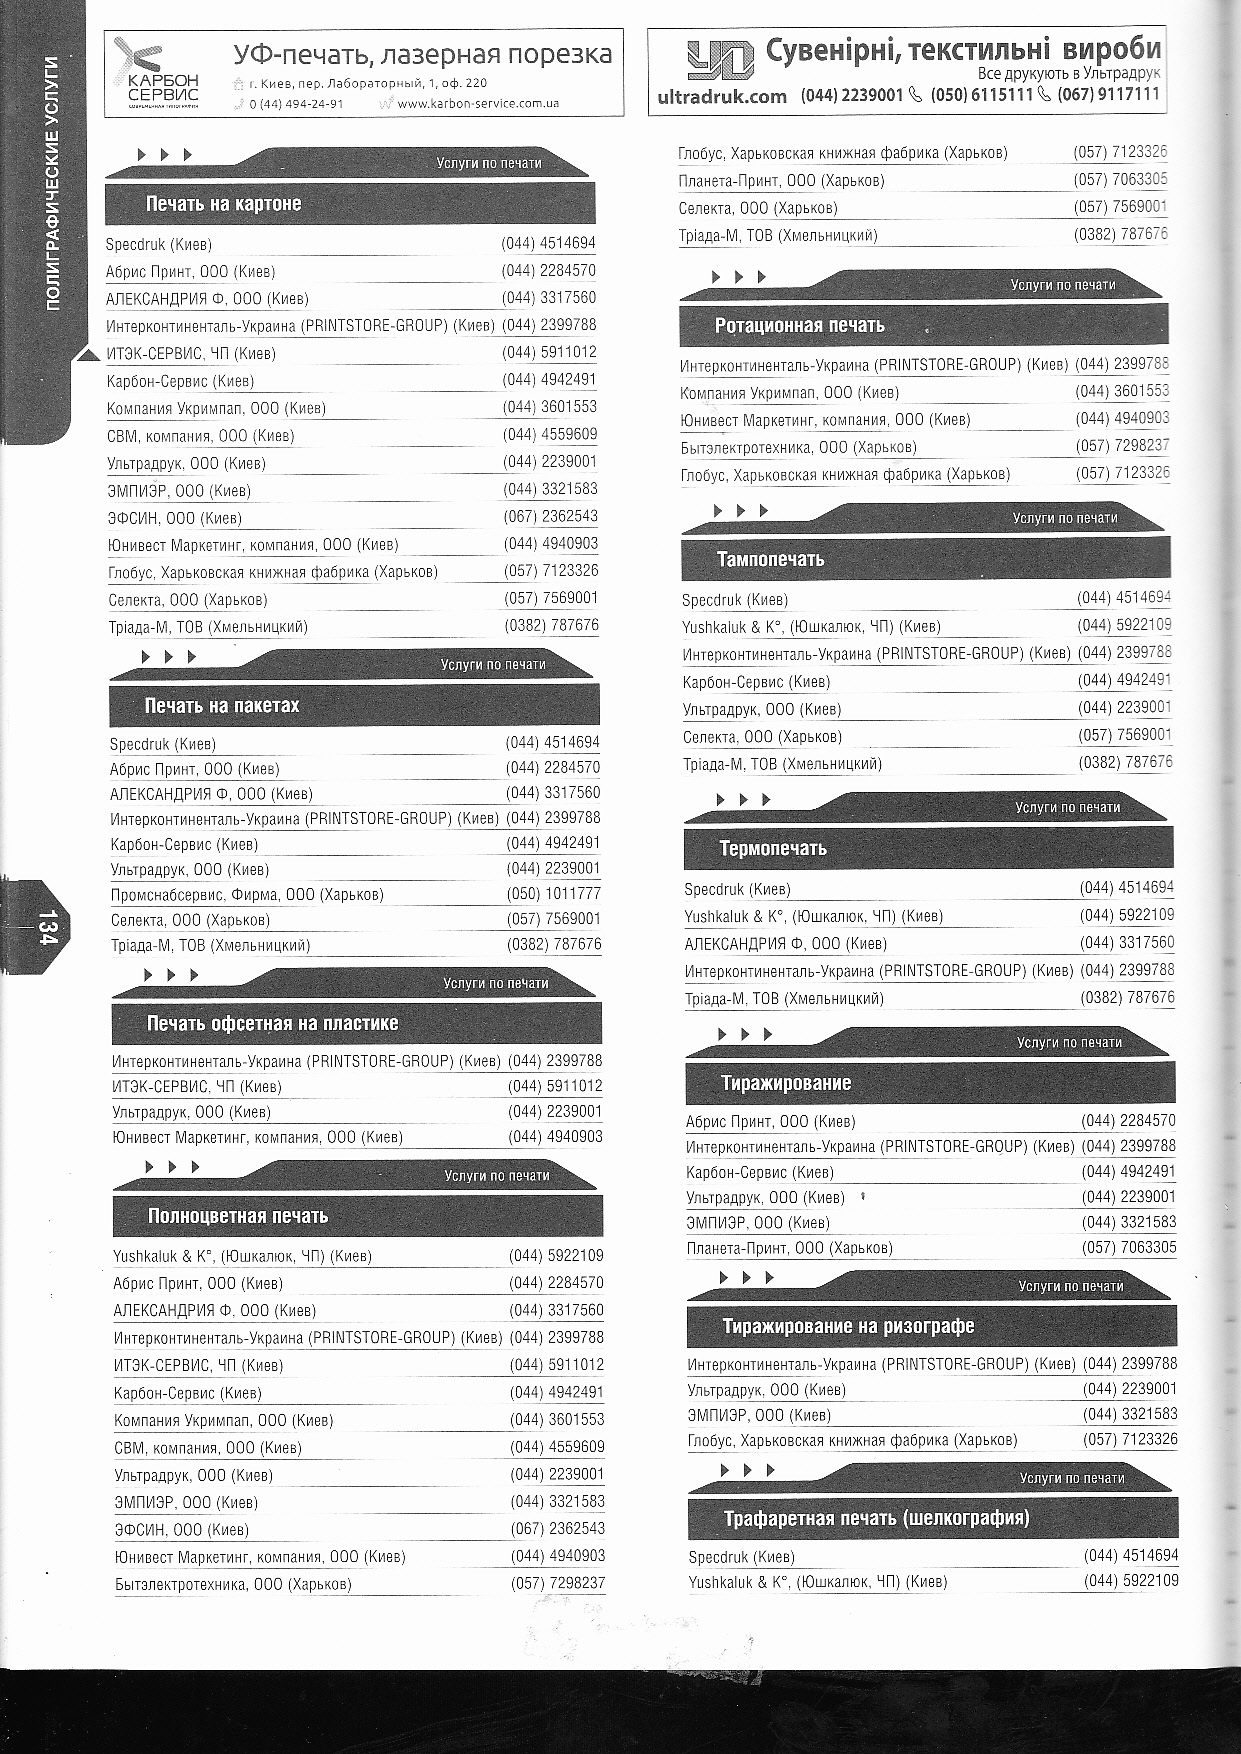 ПОЛИГРАФИЧЕСКИЕ УСЛУГИ
134
КАРБОН
СЕРВИС
СОВРЕМЕННАЯ ТИПОГРАФИЯ
УФ-печать, лазерная порезка
г. Киев, пер. Лабораторный, 1, оф. 220
0 (44) 494-24-91 www.karbon-service.com.ua
Услуги по печати
Печать на картоне
Specdruk (Киев) (044) 4514694
Абрис Принт, ООО (Киев) (044) 2284570
АЛЕКСАНДРИЯ Ф, ООО (Киев) (044) 3317560
Интерконтиненталь-Украина (PRINTSTORE-GROUP) (Киев) (044) 2399788
ИТЭК-СЕРВИС, ЧП (Киев) (044) 5911012
Карбон-Сервис (Киев) (044) 4942491
Компания Укримпап, ООО (Киев) (044) 3601553
СВМ, компания, ООО (Киев) (044) 4559609
Ультрадрук, ООО (Киев) (044) 2239001
ЭМПИЭР, ООО (Киев) (044) 3321583
ЭФСИН, ООО (Киев) (067) 2362543
Юнивест Маркетинг, компания, ООО (Киев) (044) 4940903
Глобус, Харьковская книжная фабрика (Харьков) (057) 7123326
Селекта, ООО (Харьков) (057) 7569001
Тріада-М, ТОВ (Хмельницкий) (0382) 787676
Услуги по печати
Печать на пакетах
Specdruk (Киев) (044) 4514694
Абрис Принт, ООО (Киев) (044) 2284570
АЛЕКСАНДРИЯ Ф, ООО (Киев) (044) 3317560
Интерконтиненталь-Украина (PRINTSTORE-GROUP) (Киев) (044) 2399788
Карбон-Сервис (Киев) (044) 4942491
Ультрадрук, ООО (Киев) (044) 2239001
Промснабсервис, Фирма, ООО (Харьков) (050) 1011777
Селекта, ООО (Харьков) (057) 7569001
Тріада-М, ТОВ (Хмельницкий) (0382) 787676
Услуги по печати
Печать офсетная на пластике
Интерконтиненталь-Украина (PRINTSTORE-GROUP) (Киев) (044) 2399788
ИТЭК-СЕРВИС, ЧП (Киев) (044) 5911012
Ультрадрук, ООО (Киев) (044) 2239001
Юнивест Маркетинг, компания, ООО (Киев) (044) 4940903
Услуги по печати
Полноцветная печать
Yushkaluk & K°, (Юшкалюк, ЧП) (Киев) (044) 5922109
Абрис Принт, ООО (Киев) (044) 2284570
АЛЕКСАНДРИЯ Ф, ООО (Киев) (044) 3317560
Интерконтиненталь-Украина (PRINTSTORE-GROUP) (Киев) (044) 2399788
ИТЭК-СЕРВИС, ЧП (Киев) (044) 5911012
Карбон-Сервис (Киев) (044) 4942491
Компания Укримпап, ООО (Киев) (044) 3601553
СВМ, компания, ООО (Киев) (044) 4559609
Ультрадрук, ООО (Киев) (044) 2239001
ЭМПИЭР, ООО (Киев) (044) 3321583
ЭФСИН, ООО (Киев) (067) 2362543
Юнивест Маркетинг, компания, ООО (Киев) (044) 4940903
Бытэлектротехника, ООО (Харьков) (057) 7298237
УП
Сувенірні, текстильні вироби
Все друкують в Ультрадрук
ultradruk.com (044) 2239001 (050) 6115111 (067) 9117111
Глобус, Харьковская книжная фабрика (Харьков) (057) 7123326
Планета-Принт, ООО (Харьков) (057) 7063305
Селекта, ООО (Харьков) (057) 7569001
Тріада-М, ТОВ (Хмельницкий) (0382) 787676
Услуги по печати
Ротационная печать
Интерконтиненталь-Украина (PRINTSTORE-GROUP) (Киев) (044) 2399788
Компания Укримпап, ООО (Киев) (044) 3601553
Юнивест Маркетинг, компания, ООО (Киев) (044) 4940903
Бытэлектротехника, ООО (Харьков) (057) 7298237
Глобус, Харьковская книжная фабрика (Харьков) (057) 7123326
Услуги по печати
Тампопечать
Specdruk (Киев) (044) 4514694
Yushkaluk & K°, (Юшкалюк, ЧП) (Киев) (044) 5922109
Интерконтиненталь-Украина (PRINTSTORE-GROUP) (Киев) (044) 2399788
Карбон-Сервис (Киев) (044) 4942491
Ультрадрук, ООО (Киев) (044) 2239001
Селекта, ООО (Харьков) (057) 7569001
Тріада-М, ТОВ (Хмельницкий) (0382) 787676
Услуги по печати
Термопечать
Specdruk (Киев) (044) 4514694
Yushkaluk & K°, (Юшкалюк, ЧП) (Киев) (044) 5922109
АЛЕКСАНДРИЯ Ф, ООО (Киев) (044) 3317560
Интерконтиненталь-Украина (PRINTSTORE-GROUP) (Киев) (044) 2399788
Тріада-М, ТОВ (Хмельницкий) (0382) 787676
Услуги по печати
Тиражирование
Абрис Принт, ООО (Киев) (044) 2284570
Интерконтиненталь-Украина (PRINTSTORE-GROUP) (Киев) (044) 2399788
Карбон-Сервис (Киев) (044) 4942491
Ультрадрук, ООО (Киев) (044) 2239001
ЭМПИЭР, ООО (Киев) (044) 3321583
Планета-Принт, ООО (Харьков) (057) 7063305
Услуги по печати
Тиражирование на ризографе
Интерконтиненталь-Украина (PRINTSTORE-GROUP) (Киев) (044) 2399788
Ультрадрук, ООО (Киев) (044) 2239001
ЭМПИЭР, ООО (Киев) (044) 3321583
Глобус, Харьковская книжная фабрика (Харьков) (057) 7123326
Услуги по печати
Трафаретная печать (шелкография)
Specdruk (Киев) (044) 4514694
Yushkaluk & K°, (Юшкалюк, ЧП) (Киев) (044) 5922109